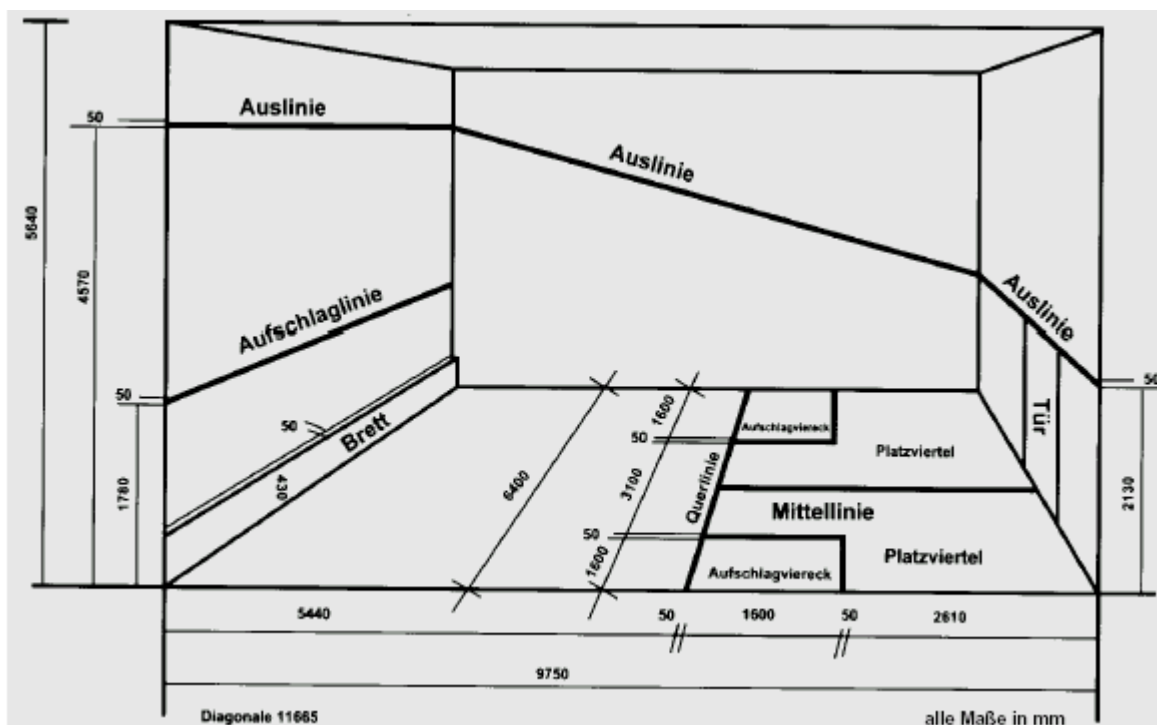 Auslinie
50
Auslinie
5640
4570
Aufschlaglinie
Auslinie
50
50
50
Brett
430
1780
6400
1600
50
3100
50
1600
Querlinie
Aufschlagviereck
Platzviertel
Mittellinie
Aufschlagviereck
Platzviertel
Tür
2130
5440
50
1600
50
2610
9750
Diagonale 11665
alle Maße in mm